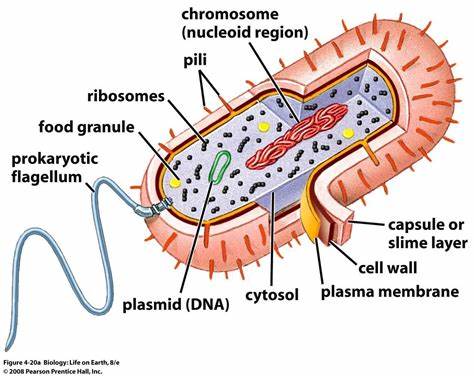 chromosome
(nucleoid region)
pili
ribosomes
food granule
prokaryotic
flagellum
capsule or
slime layer
cell wall
plasma membrane
cytosol
plasmid (DNA)
Figure 4-20a Biology: Life on Earth, 8/e
© 2008 Pearson Prentice Hall, Inc.